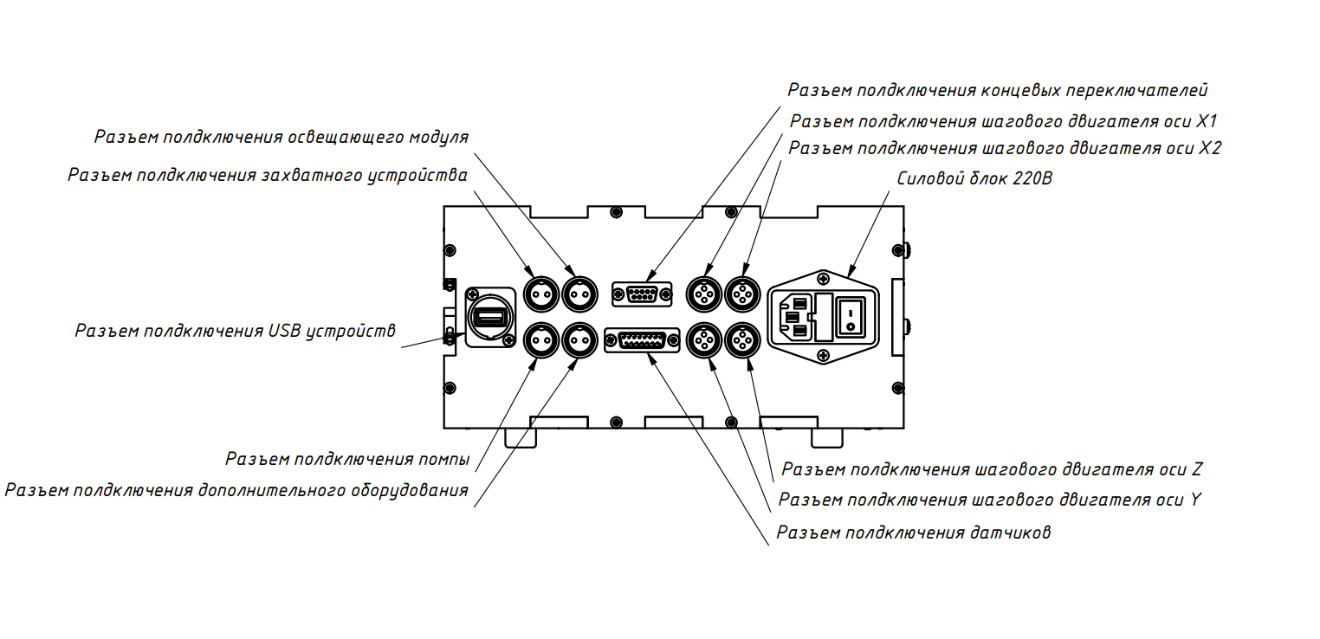 Разъем полдключения концевых переключателей
Разъем полдключения шагового двигателя оси X1
Разъем полдключения освещающего модуля
Разъем полдключения шагового двигателя оси X2
Разъем полдключения захватного устройства
Силовой блок 220В
Разъем полдключения USB устройств
Разъем полдключения помпы
Разъем полдключения шагового двигателя оси Z
Разъем полдключения дополнительного оборудования
Разъем полдключения шагового двигателя оси Y
Разъем полдключения датчиков